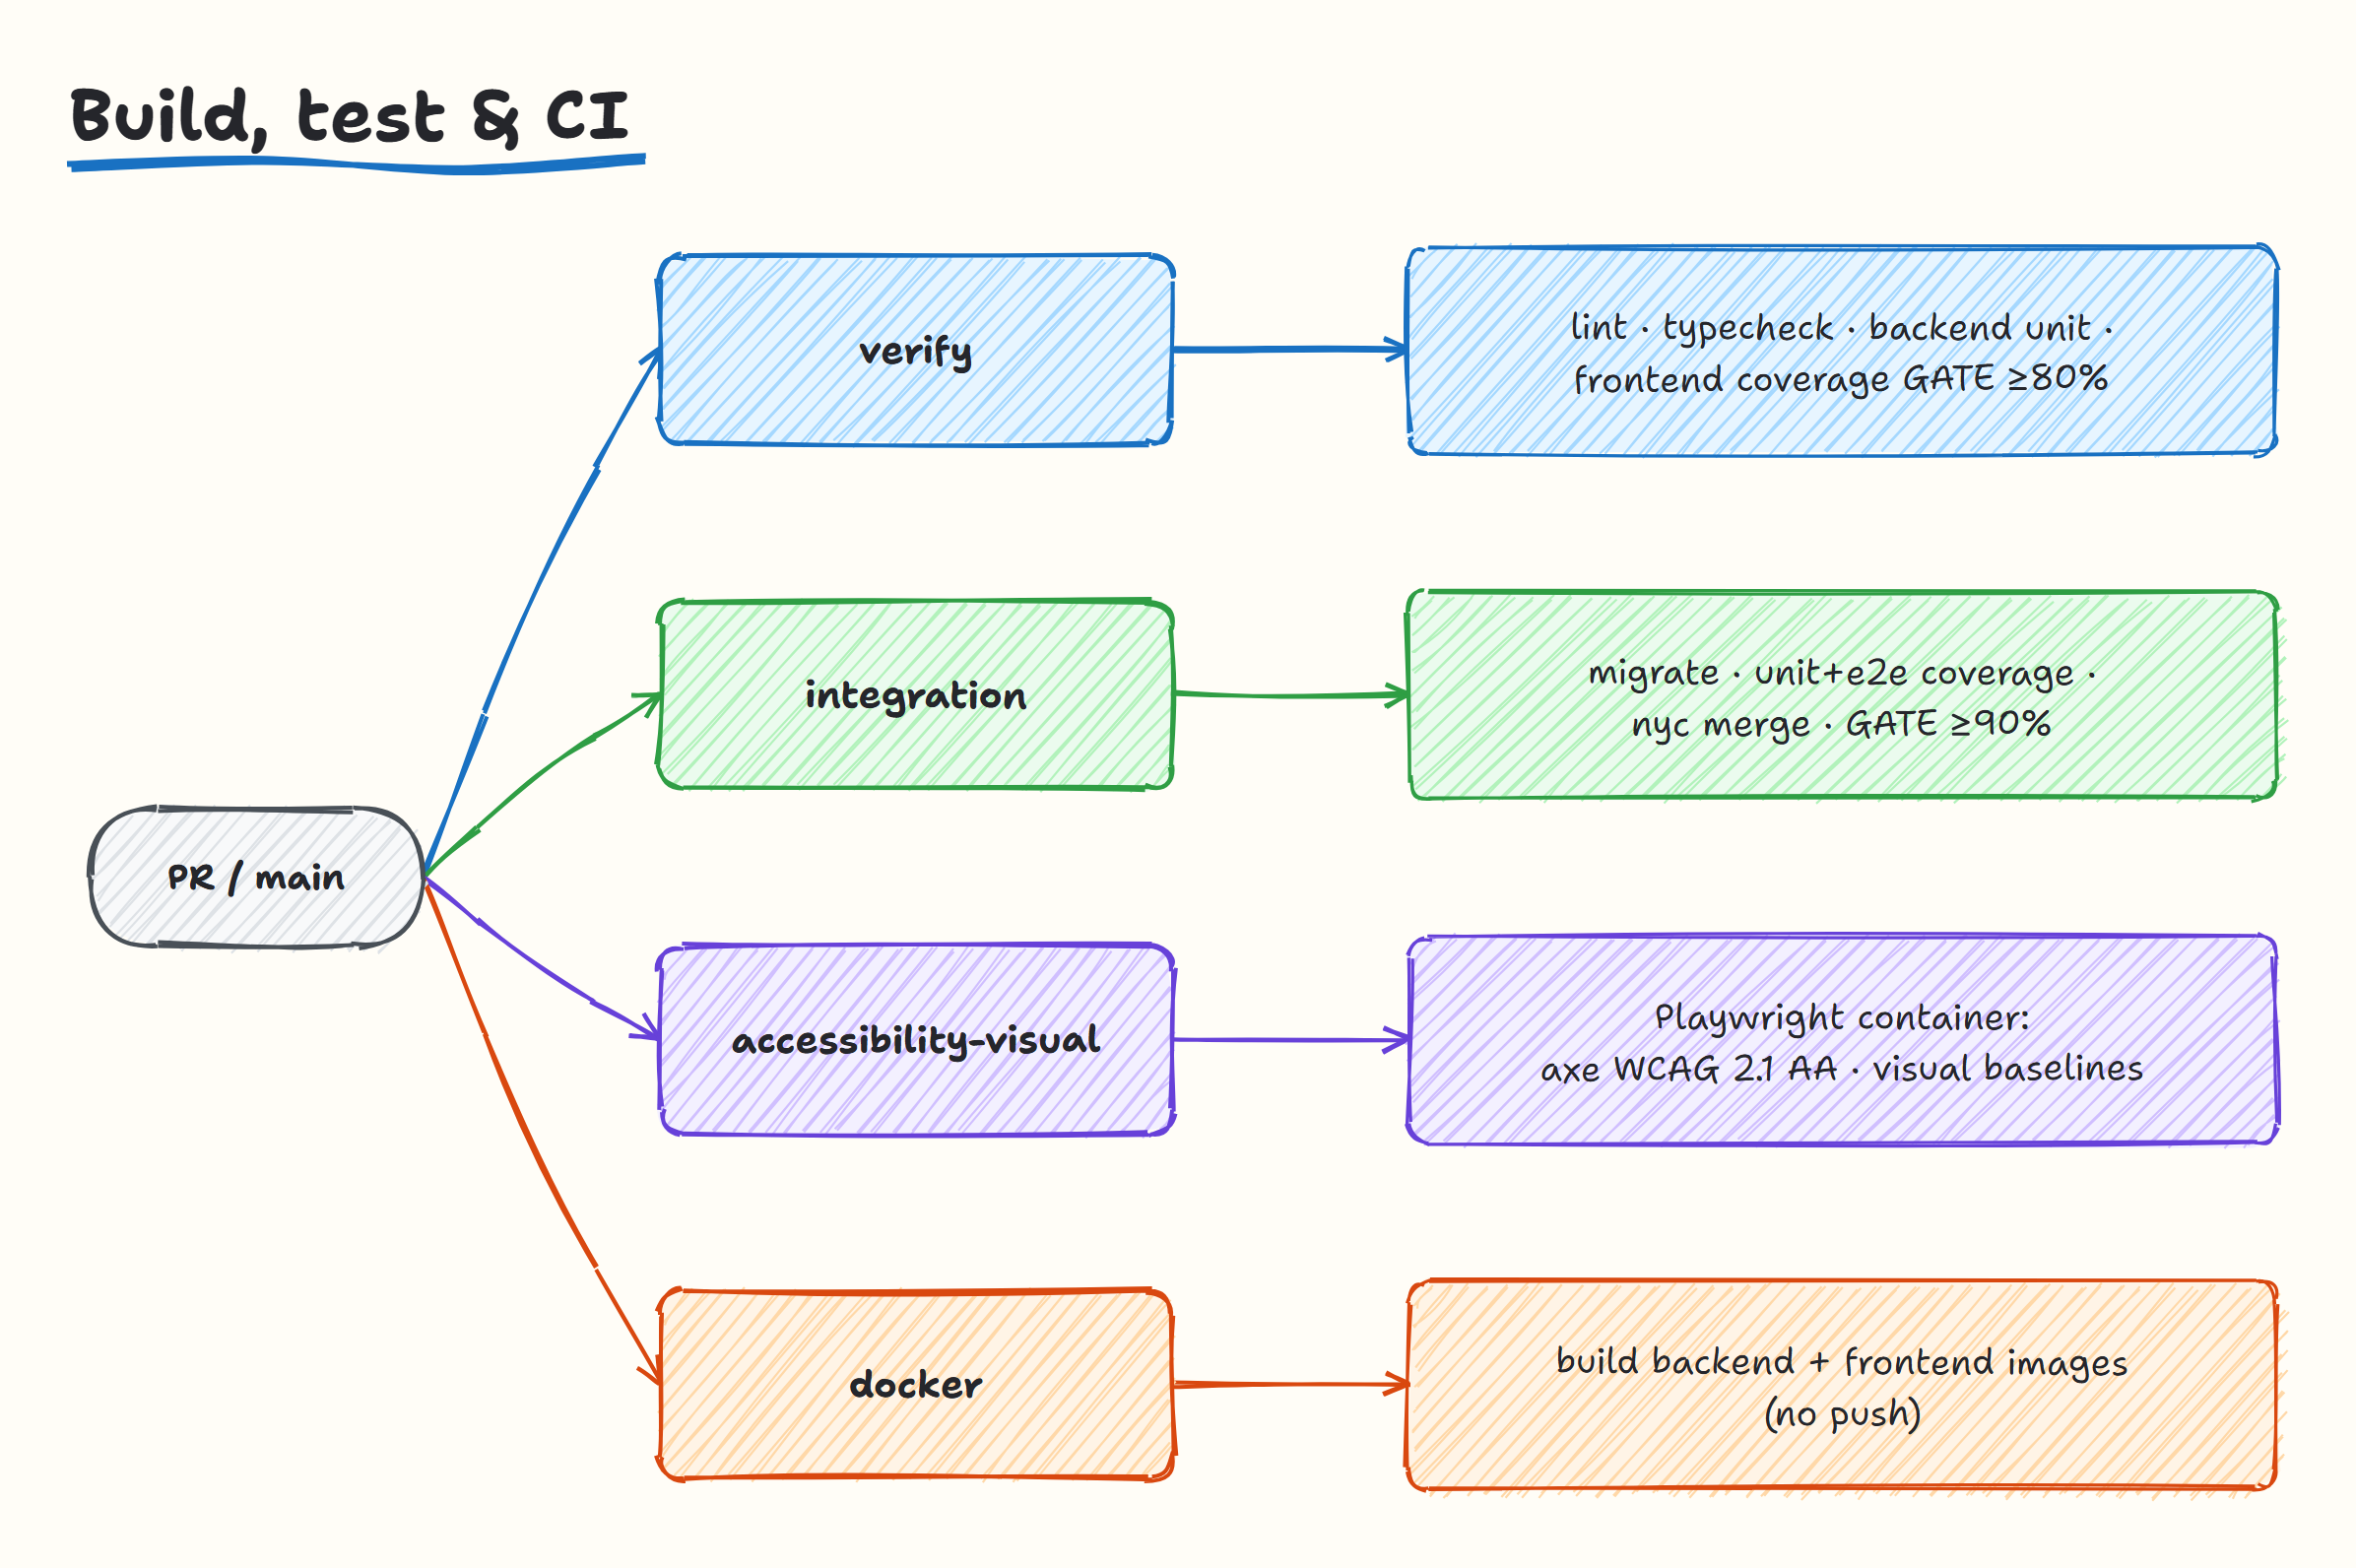 Build, test & CI
verify
lint · typecheck · backend unit ·
frontend coverage GATE ≥80%
integration
migrate · unit+e2e coverage ·
nyc merge · GATE ≥90%
PR / main
accessibility-visual
Playwright container:
axe WCAG 2.1 AA · visual baselines
docker
build backend + frontend images
(no push)